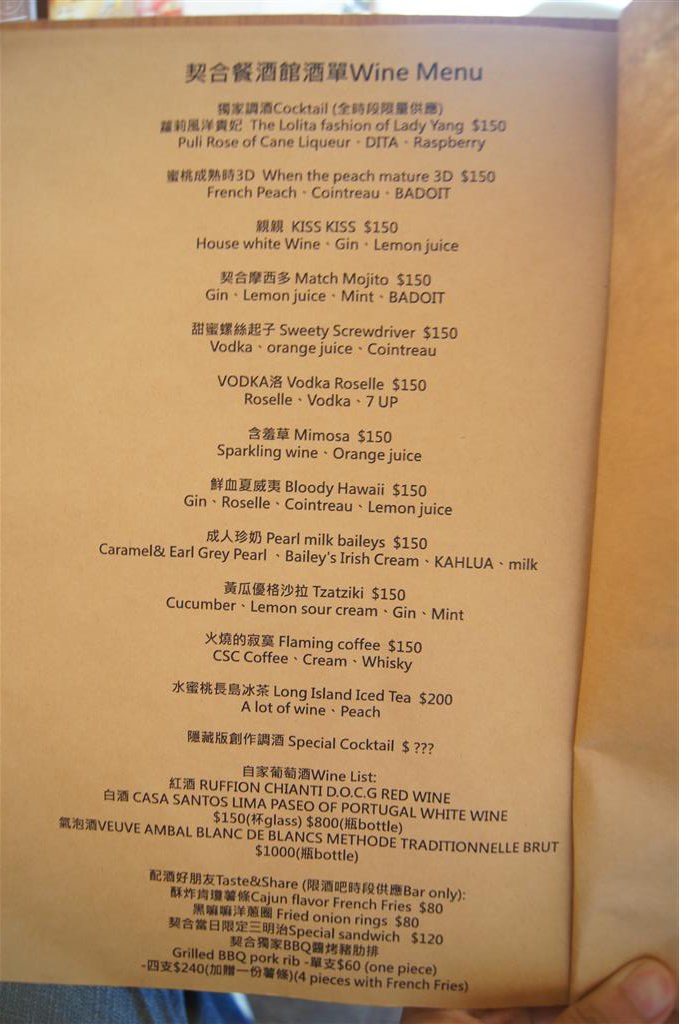 契合餐酒館酒單Wine Menu
獨家調酒Cocktail (全時段限量供應)
蘿莉風洋貴妃 The Lolita fashion of Lady Yang $150
Puli Rose of Cane Liqueur、DITA、Raspberry
蜜桃成熟時3D When the peach mature 3D $150
French Peach、Cointreau、BADOIT
親親 KISS KISS $150
House white Wine、Gin、Lemon juice
契合摩西多 Match Mojito $150
Gin、Lemon juice、Mint、BADOIT
甜蜜螺絲起子 Sweety Screwdriver $150
Vodka、orange juice、Cointreau
VODKA洛 Vodka Roselle $150
Roselle、Vodka、7 UP
含羞草 Mimosa $150
Sparkling wine、Orange juice
鮮血夏威夷 Bloody Hawaii $150
Gin、Roselle、Cointreau、Lemon juice
成人珍奶 Pearl milk baileys $150
Caramel& Earl Grey Pearl 、Bailey's Irish Cream、KAHLUA、milk
黃瓜優格沙拉 Tzatziki $150
Cucumber、Lemon sour cream、Gin、Mint
火燒的寂寞 Flaming coffee $150
CSC Coffee、Cream、Whisky
水蜜桃長島冰茶 Long Island Iced Tea $200
A lot of wine、Peach
隱藏版創作調酒 Special Cocktail $ ???
自家葡萄酒Wine List:
紅酒 RUFFION CHIANTI D.O.C.G RED WINE
白酒 CASA SANTOS LIMA PASEO OF PORTUGAL WHITE WINE
$150(杯glass) $800(瓶bottle)
氣泡酒VEUVE AMBAL BLANC DE BLANCS METHODE TRADITIONNELLE BRUT
$1000(瓶bottle)
配酒好朋友Taste&Share (限酒吧時段供應Bar only):
酥炸肯瓊薯條Cajun flavor French Fries $80
黑嘛嘛洋蔥圈 Fried onion rings $80
契合當日限定三明治Special sandwich $120
契合獨家BBQ醬烤豬肋排
Grilled BBQ pork rib -單支$60 (one piece)
-四支$240(加贈一份薯條)(4 pieces with French Fries)